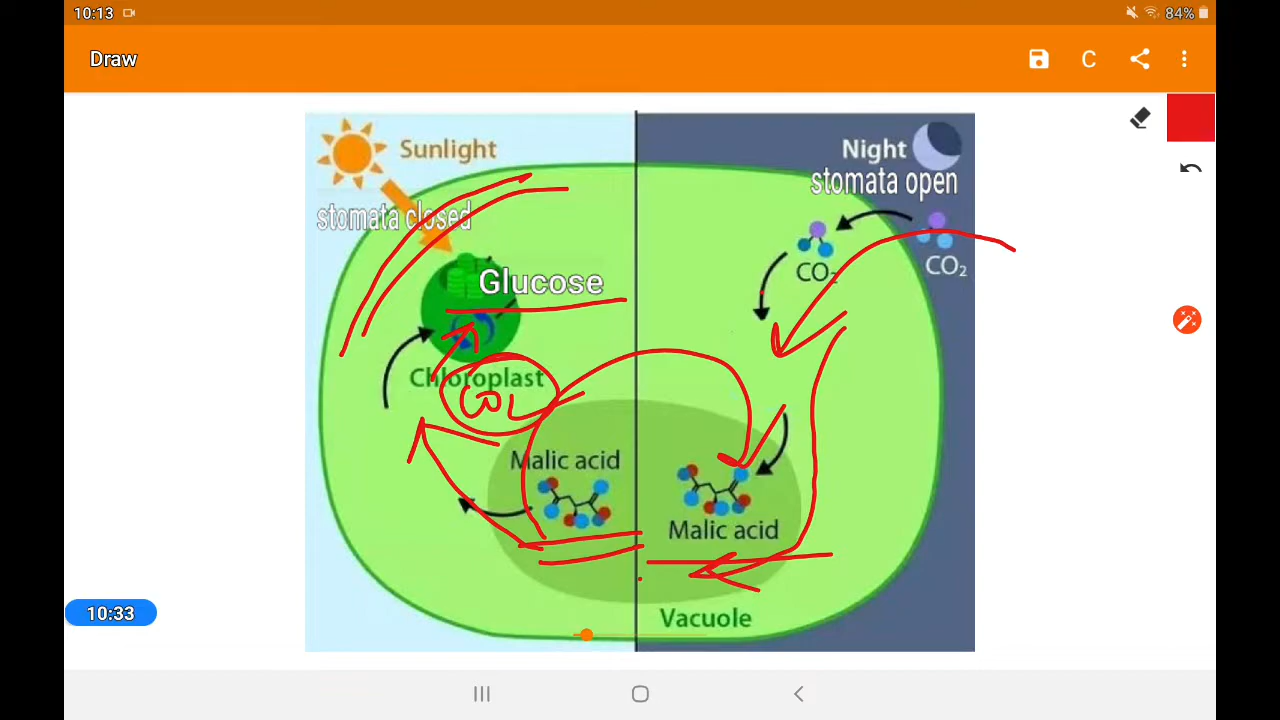 10:13
84%
Draw
C
Sunlight
Night
stomata open
stomata closed
CO2
CO2
Glucose
Chloroplast
CO2
Malic acid
Malic acid
Vacuole
10:33